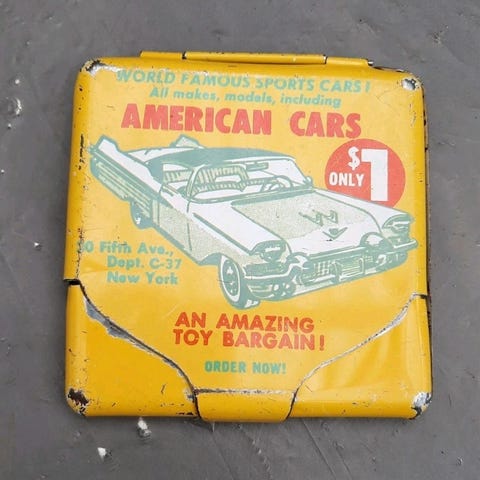 WORLD FAMOUS SPORTS CARS!
All makes, models, including
AMERICAN CARS
$1
ONLY
0 Fifth Ave.,
Dept. C-37
New York
AN AMAZING
TOY BARGAIN!
ORDER NOW!